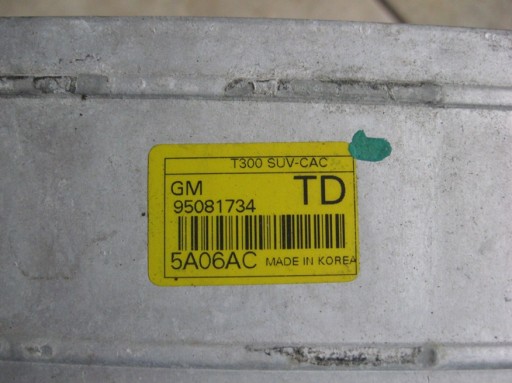 T300 SUV-CAC
GM TD
95081734
5A06AC MADE IN KOREA